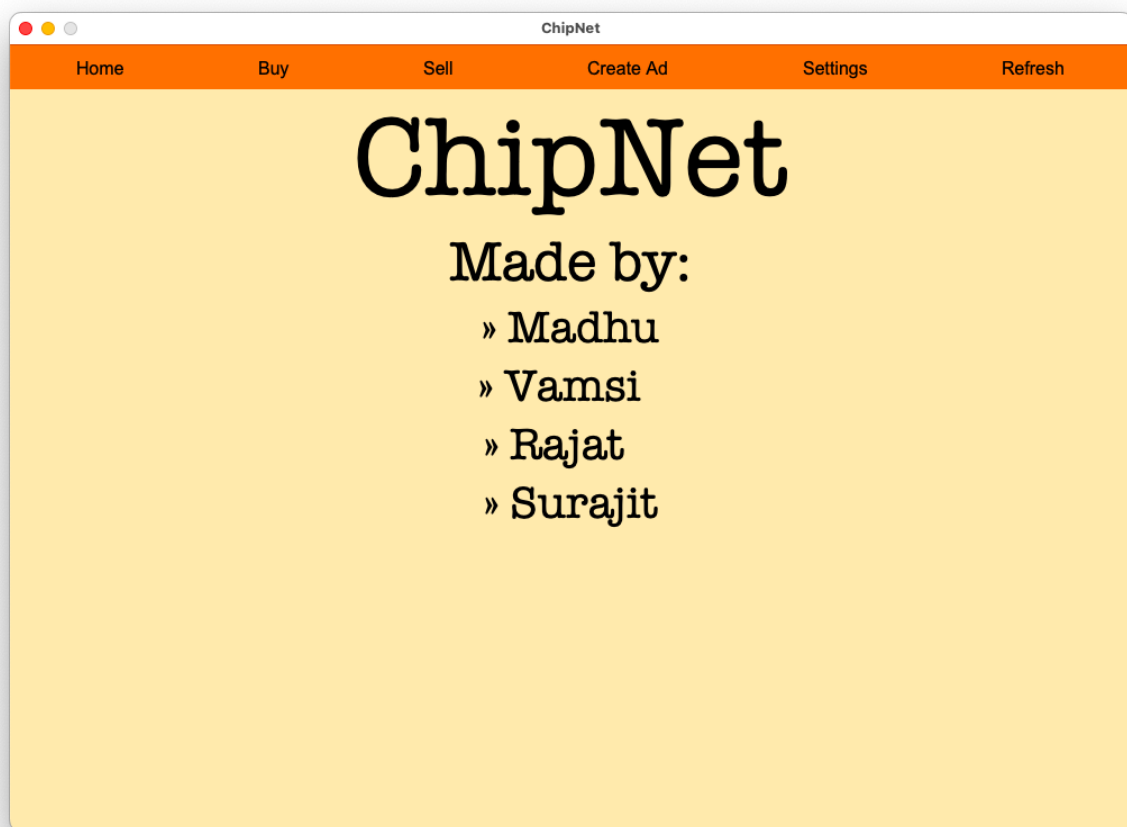 ChipNet
Home Buy Sell Create Ad Settings Refresh
ChipNet
Made by:
» Madhu
» Vamsi
» Rajat
» Surajit